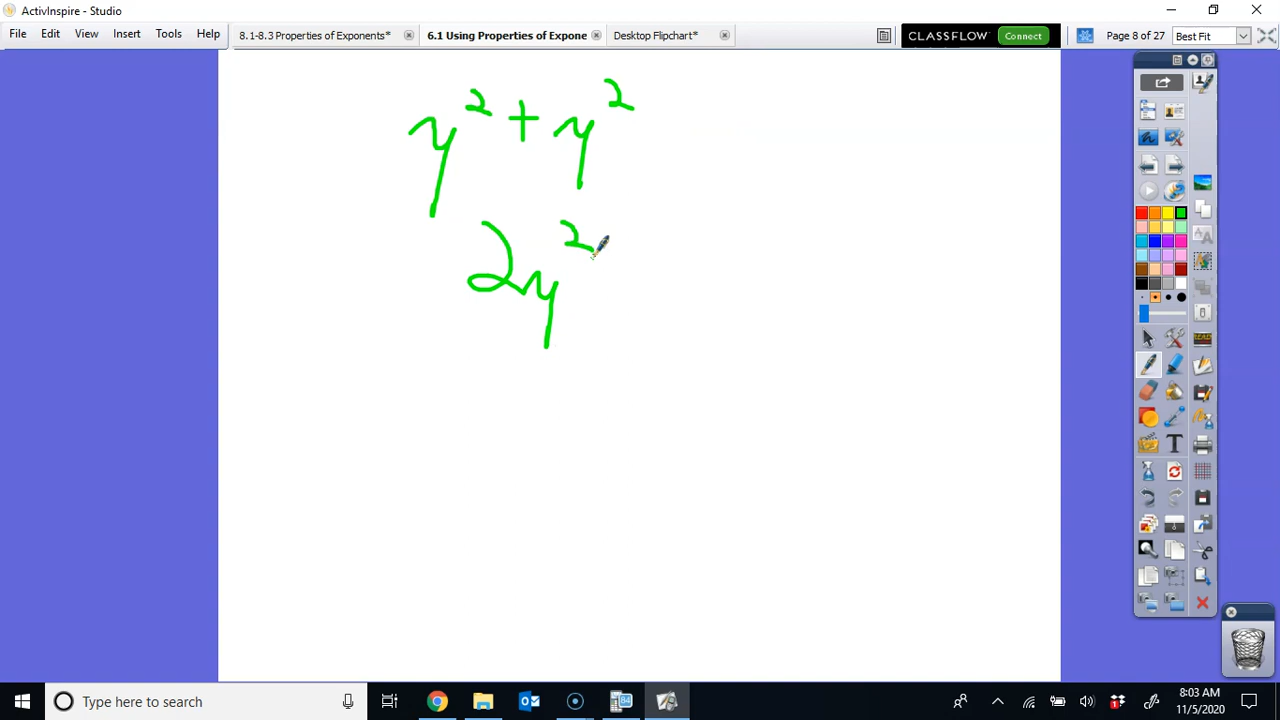 ActivInspire - Studio
File Edit View Insert Tools Help
8.1-8.3 Properties of Exponents*
6.1 Using Properties of Expone
Desktop Flipchart*
CLASSFLOW Connect
Page 8 of 27
Best Fit
y² + y²
2y²
Type here to search
8:03 AM
11/5/2020